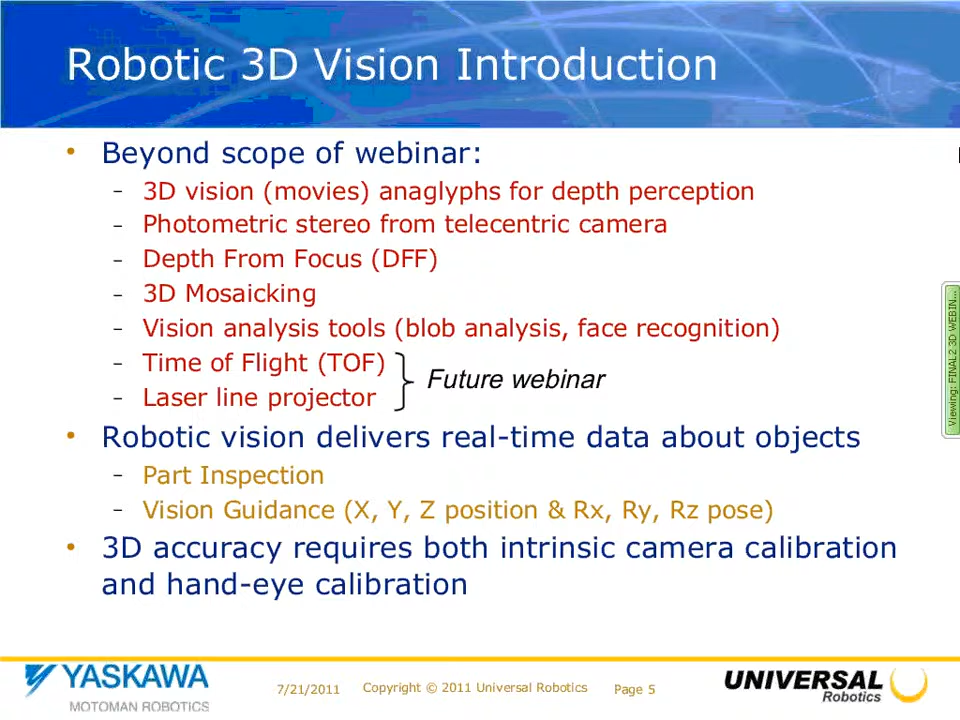 Robotic 3D Vision Introduction
• Beyond scope of webinar:
– 3D vision (movies) anaglyphs for depth perception
– Photometric stereo from telecentric camera
– Depth From Focus (DFF)
– 3D Mosaicking
– Vision analysis tools (blob analysis, face recognition)
– Time of Flight (TOF)
– Laser line projector
Future webinar
• Robotic vision delivers real-time data about objects
– Part Inspection
– Vision Guidance (X, Y, Z position & Rx, Ry, Rz pose)
• 3D accuracy requires both intrinsic camera calibration
and hand-eye calibration
Viewing: FINAL2 3D WEBIN...
YASKAWA
MOTOMAN ROBOTICS
7/21/2011
Copyright © 2011 Universal Robotics
Page 5
UNIVERSAL
Robotics